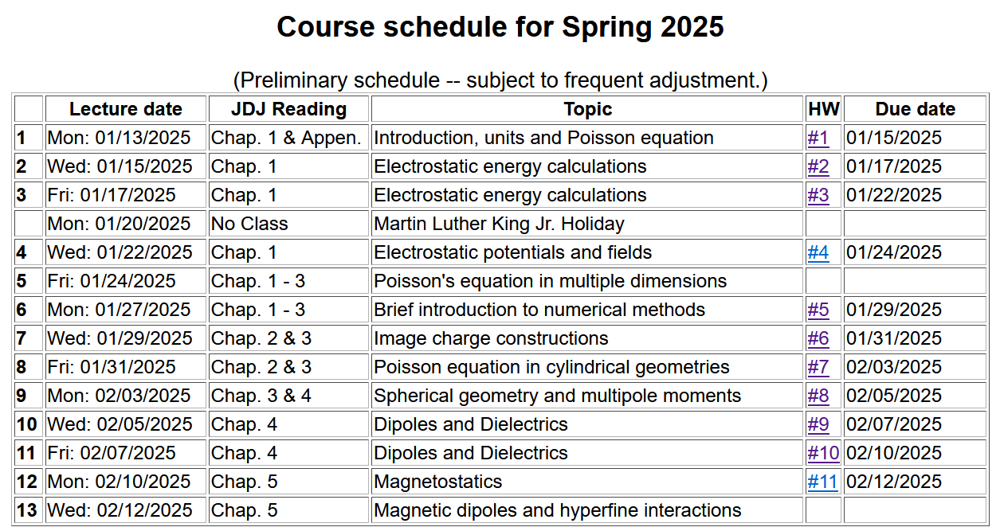 Course schedule for Spring 2025
(Preliminary schedule -- subject to frequent adjustment.)
Lecture date JDJ Reading Topic HW Due date
1 Mon: 01/13/2025 Chap. 1 & Appen. Introduction, units and Poisson equation #1 01/15/2025
2 Wed: 01/15/2025 Chap. 1 Electrostatic energy calculations #2 01/17/2025
3 Fri: 01/17/2025 Chap. 1 Electrostatic energy calculations #3 01/22/2025
Mon: 01/20/2025 No Class Martin Luther King Jr. Holiday
4 Wed: 01/22/2025 Chap. 1 Electrostatic potentials and fields #4 01/24/2025
5 Fri: 01/24/2025 Chap. 1 - 3 Poisson's equation in multiple dimensions
6 Mon: 01/27/2025 Chap. 1 - 3 Brief introduction to numerical methods #5 01/29/2025
7 Wed: 01/29/2025 Chap. 2 & 3 Image charge constructions #6 01/31/2025
8 Fri: 01/31/2025 Chap. 2 & 3 Poisson equation in cylindrical geometries #7 02/03/2025
9 Mon: 02/03/2025 Chap. 3 & 4 Spherical geometry and multipole moments #8 02/05/2025
10 Wed: 02/05/2025 Chap. 4 Dipoles and Dielectrics #9 02/07/2025
11 Fri: 02/07/2025 Chap. 4 Dipoles and Dielectrics #10 02/10/2025
12 Mon: 02/10/2025 Chap. 5 Magnetostatics #11 02/12/2025
13 Wed: 02/12/2025 Chap. 5 Magnetic dipoles and hyperfine interactions